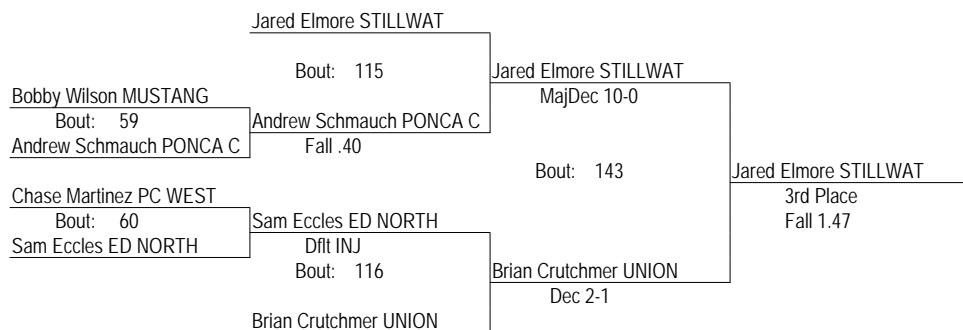 Jared Elmore STILLWAT
Bout: 115
Jared Elmore STILLWAT
MajDec 10-0
Bobby Wilson MUSTANG
Bout: 59
Andrew Schmauch PONCA C
Andrew Schmauch PONCA C
Fall .40
Bout: 143
Jared Elmore STILLWAT
3rd Place
Fall 1.47
Chase Martinez PC WEST
Bout: 60
Sam Eccles ED NORTH
Sam Eccles ED NORTH
Dflt INJ
Bout: 116
Brian Crutchmer UNION
Dec 2-1
Brian Crutchmer UNION